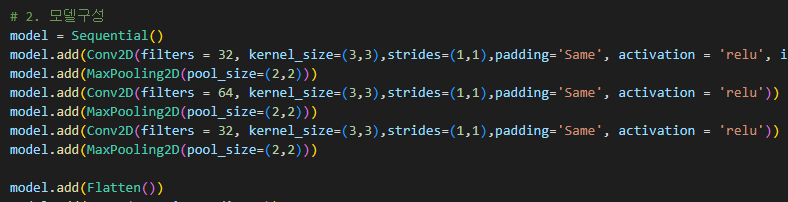 # 2. 모델구성
model = Sequential()
model.add(Conv2D(filters = 32, kernel_size=(3,3),strides=(1,1),padding='Same', activation = 'relu', i
model.add(MaxPooling2D(pool_size=(2,2)))
model.add(Conv2D(filters = 64, kernel_size=(3,3),strides=(1,1),padding='Same', activation = 'relu'))
model.add(MaxPooling2D(pool_size=(2,2)))
model.add(Conv2D(filters = 32, kernel_size=(3,3),strides=(1,1),padding='Same', activation = 'relu'))
model.add(MaxPooling2D(pool_size=(2,2)))
model.add(Flatten())